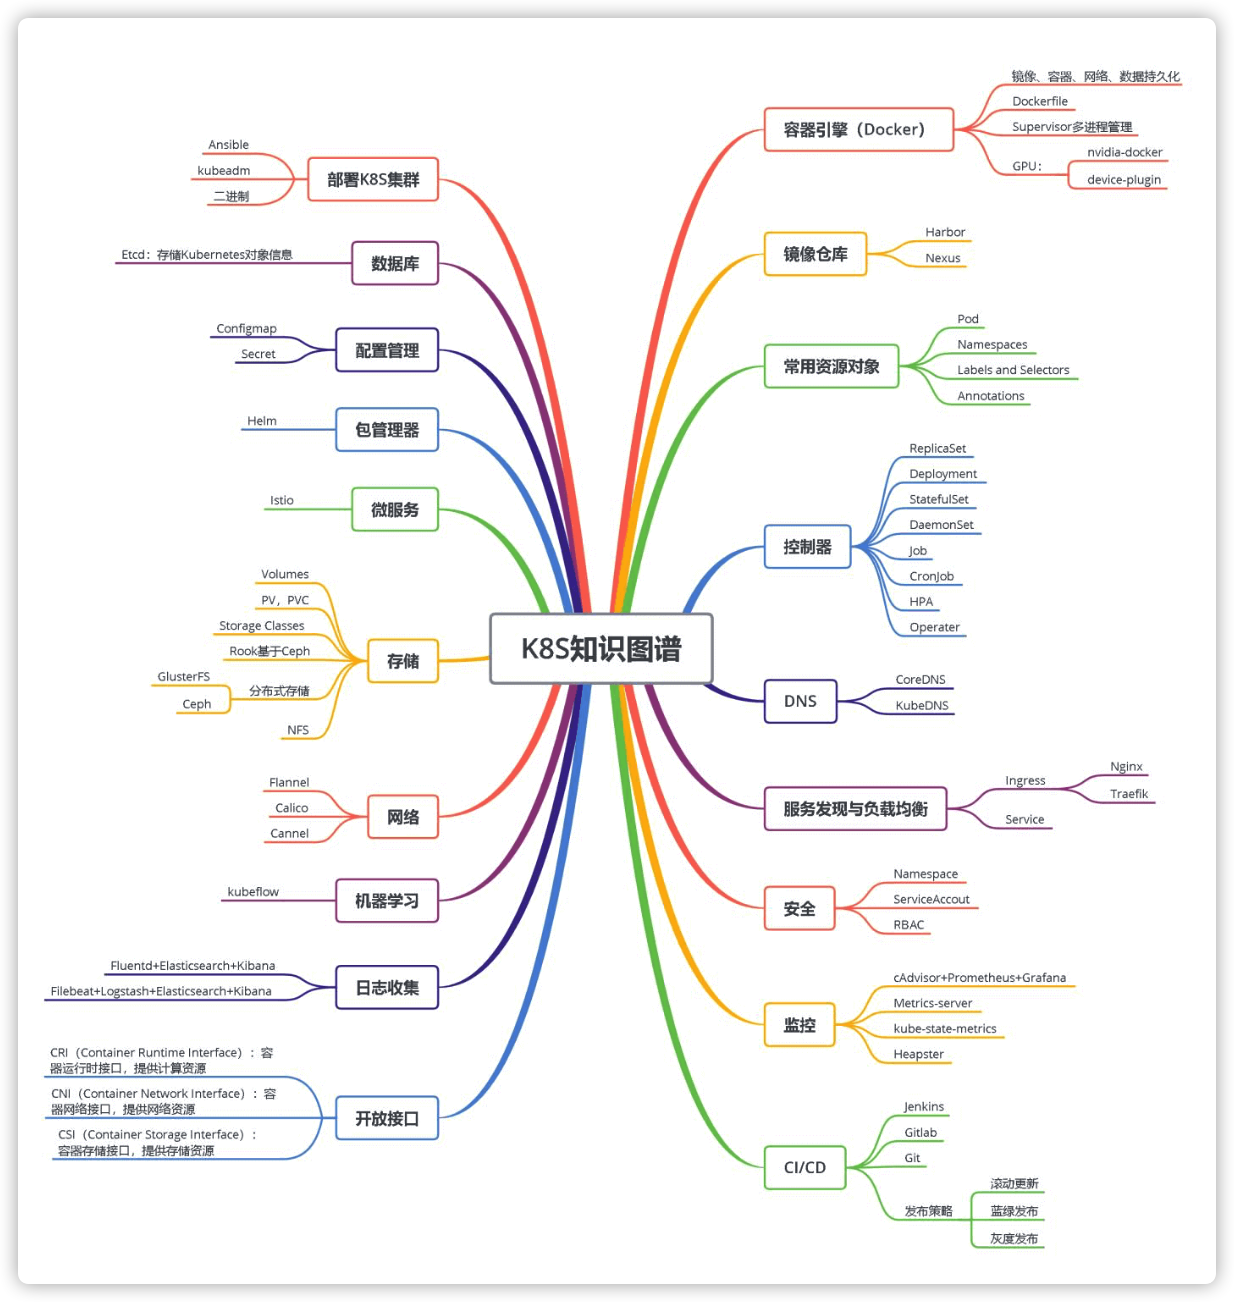 K8S知识图谱
部署K8S集群
Ansible
kubeadm
二进制
数据库
Etcd：存储Kubernetes对象信息
配置管理
Configmap
Secret
包管理器
Helm
微服务
Istio
存储
Volumes
PV，PVC
Storage Classes
Rook基于Ceph
分布式存储
GlusterFS
Ceph
NFS
网络
Flannel
Calico
Cannel
机器学习
kubeflow
日志收集
Fluentd+Elasticsearch+Kibana
Filebeat+Logstash+Elasticsearch+Kibana
开放接口
CRI（Container Runtime Interface）：容
器运行时接口，提供计算资源
CNI（Container Network Interface）：容
器网络接口，提供网络资源
CSI（Container Storage Interface）：
容器存储接口，提供存储资源
容器引擎（Docker）
镜像、容器、网络、数据持久化
Dockerfile
Supervisor多进程管理
GPU：
nvidia-docker
device-plugin
镜像仓库
Harbor
Nexus
常用资源对象
Pod
Namespaces
Labels and Selectors
Annotations
控制器
ReplicaSet
Deployment
StatefulSet
DaemonSet
Job
CronJob
HPA
Operater
DNS
CoreDNS
KubeDNS
服务发现与负载均衡
Ingress
Nginx
Traefik
Service
安全
Namespace
ServiceAccout
RBAC
监控
cAdvisor+Prometheus+Grafana
Metrics-server
kube-state-metrics
Heapster
CI/CD
Jenkins
Gitlab
Git
发布策略
滚动更新
蓝绿发布
灰度发布